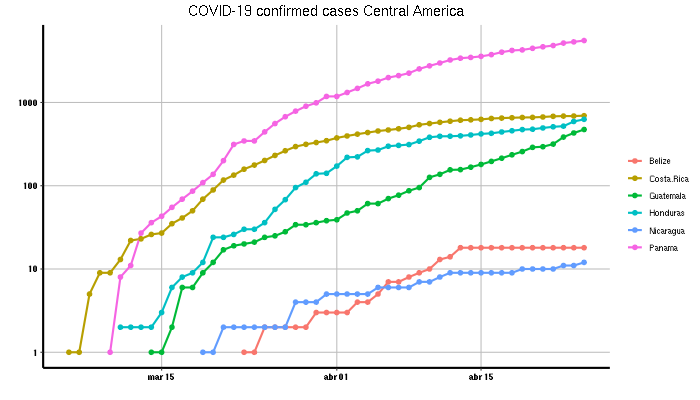 COVID-19 confirmed cases Central America
1000
100
10
1
mar 15
abr 01
abr 15
Belize
Costa.Rica
Guatemala
Honduras
Nicaragua
Panama